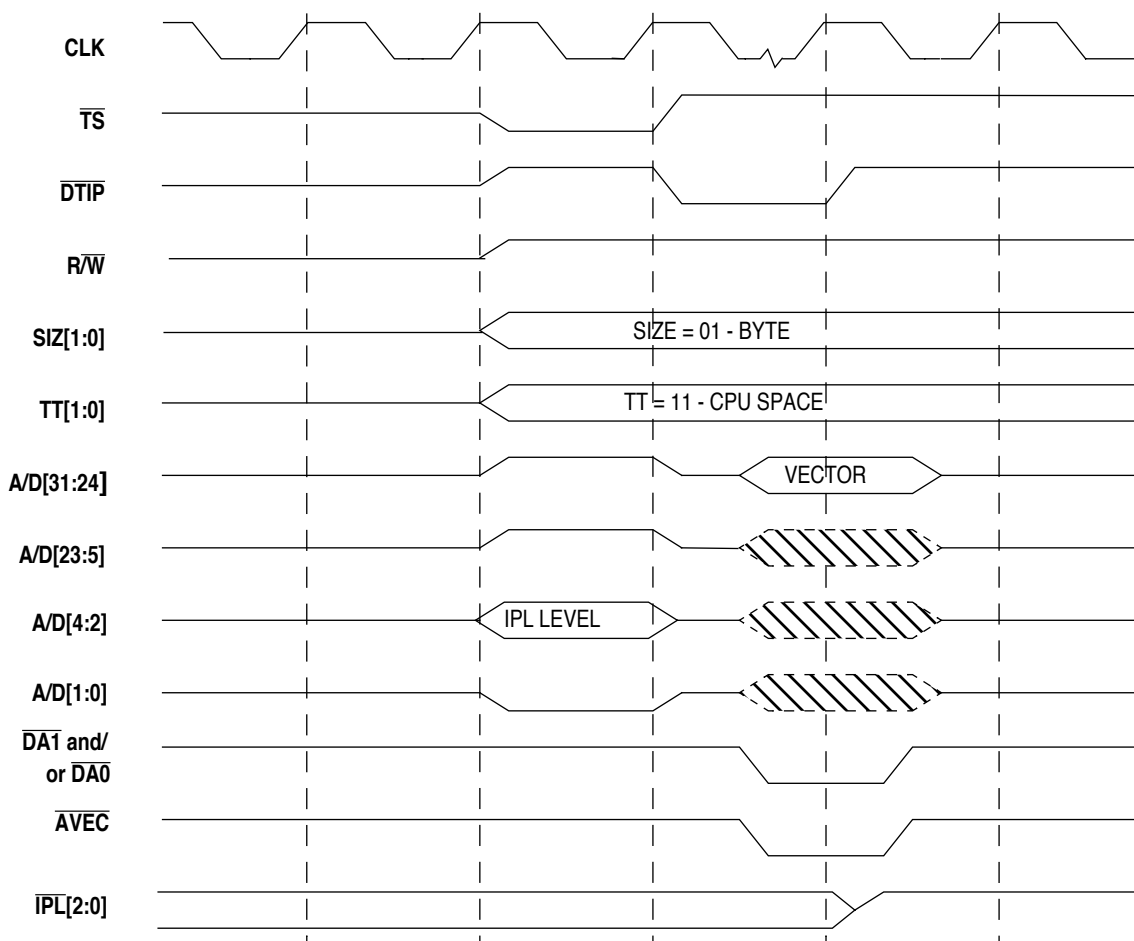 CLK
TS
DTIP
R/W
SIZ[1:0]
SIZE = 01 - BYTE
TT[1:0]
TT = 11 - CPU SPACE
A/D[31:24]
VECTOR
A/D[23:5]
A/D[4:2]
IPL LEVEL
A/D[1:0]
DA1 and/
or DA0
AVEC
IPL[2:0]